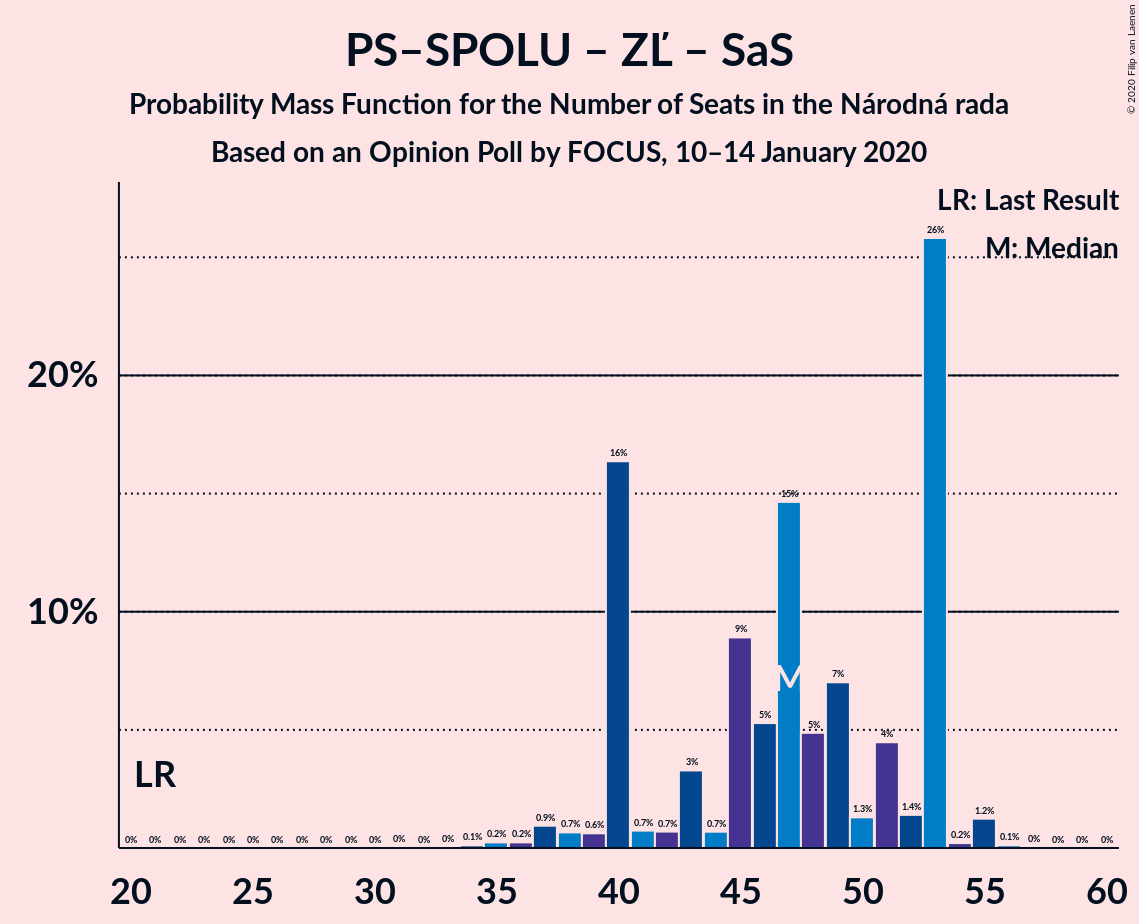 PS–SPOLU – ZĽ – SaS
Probability Mass Function for the Number of Seats in the Národná rada
Based on an Opinion Poll by FOCUS, 10–14 January 2020
© 2020 Filip van Laenen
LR: Last Result
M: Median
20%
10%
LR
M
0% 0% 0% 0% 0% 0% 0% 0% 0% 0% 0% 0% 0% 0% 0.1% 0.2% 0.2% 0.9% 0.7% 0.6% 16% 0.7% 0.7% 3% 0.7% 9% 5% 15% 5% 7% 1.3% 4% 1.4% 26% 0.2% 1.2% 0.1% 0% 0% 0% 0%
20 25 30 35 40 45 50 55 60